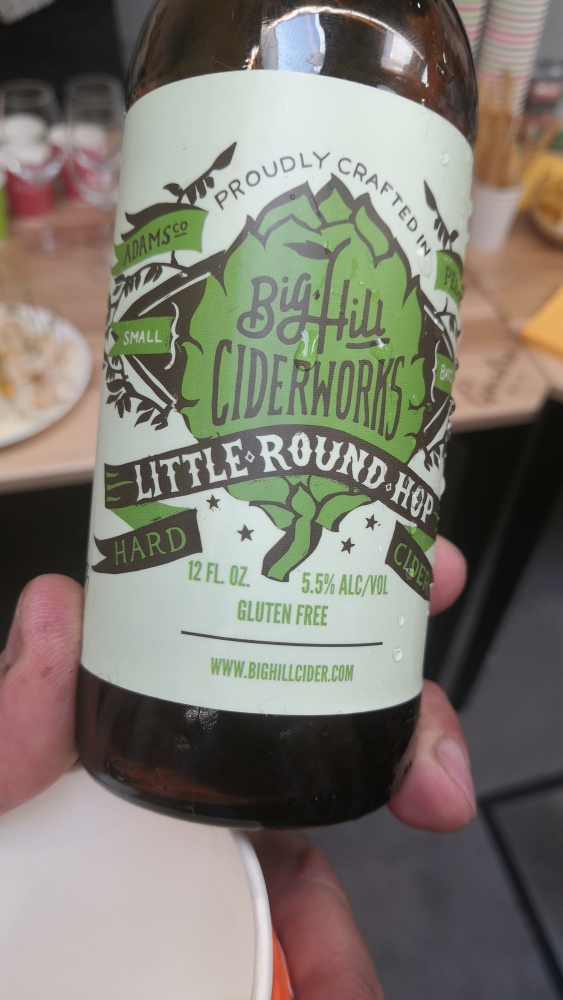 PROUDLY CRAFTED IN
ADAMS CO
SMALL
Big Hill
CIDERWORKS
LITTLE·ROUND·HOP
HARD
CIDER
12 FL. OZ.
5.5% ALC/VOL
GLUTEN FREE
WWW.BIGHILLCIDER.COM